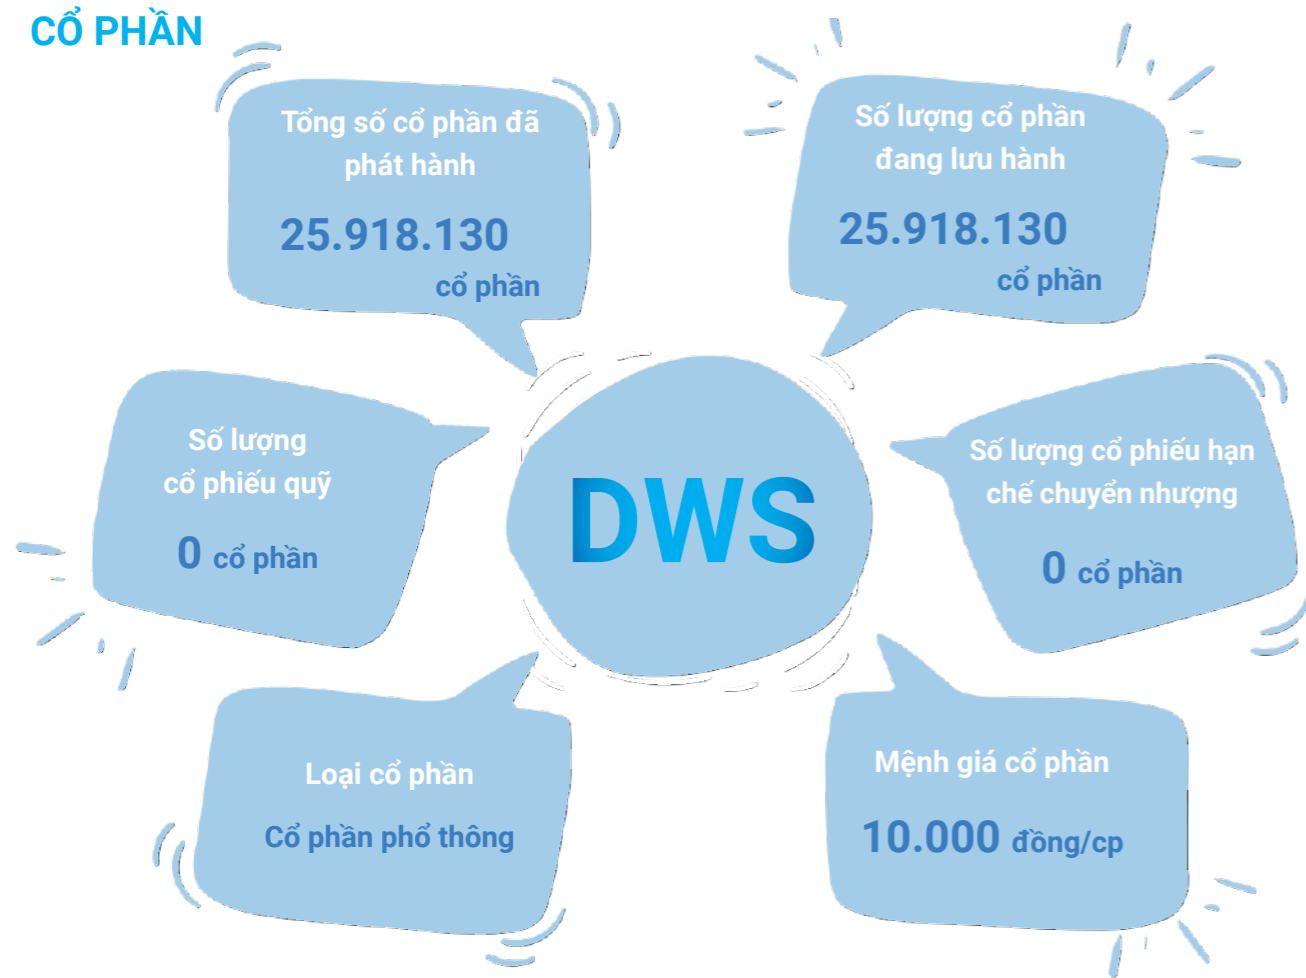 CỔ PHẦN
Tổng số cổ phần đã
phát hành
25.918.130
cổ phần
Số lượng cổ phần
đang lưu hành
25.918.130
cổ phần
Số lượng
cổ phiếu quỹ
0 cổ phần
DWS
Số lượng cổ phiếu hạn
chế chuyển nhượng
0 cổ phần
Loại cổ phần
Cổ phần phổ thông
Mệnh giá cổ phần
10.000 đồng/cp